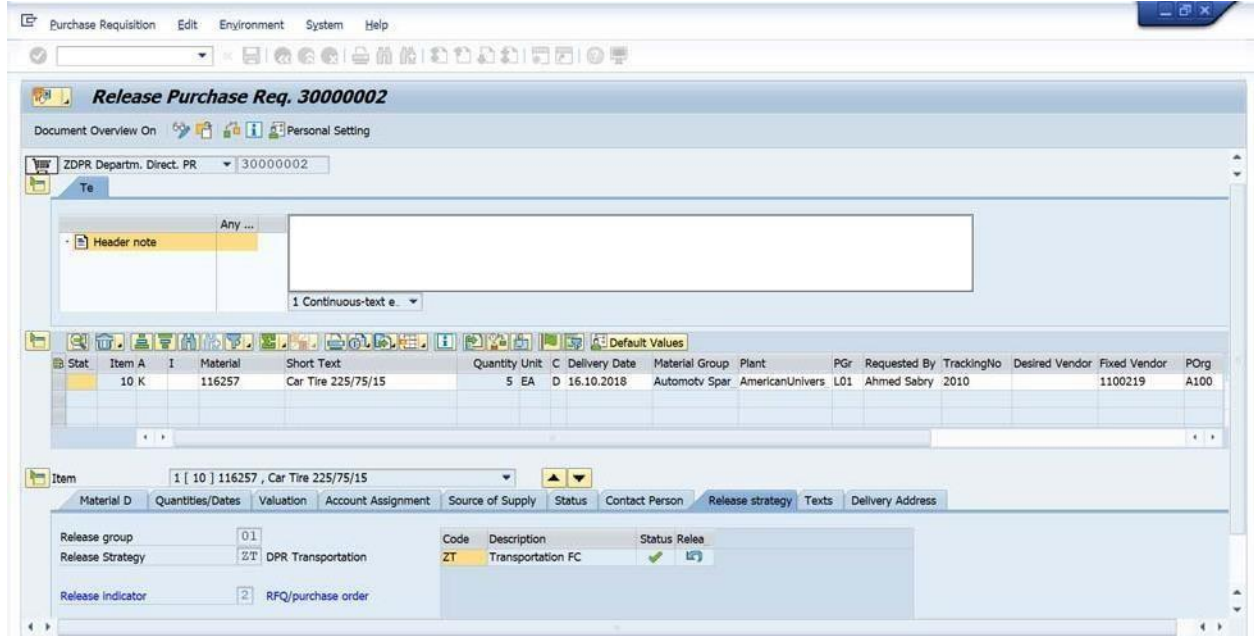 Purchase Requisition Edit Environment System Help
Release Purchase Req. 30000002
Document Overview On Personal Setting
ZDPR Departm. Direct. PR 30000002
Te
Any ...
Header note
1 Continuous-text e..
Default Values
Stat Item A I Material Short Text Quantity Unit C Delivery Date Material Group Plant PGr Requested By TrackingNo Desired Vendor Fixed Vendor POrg
10 K 116257 Car Tire 225/75/15 5 EA D 16.10.2018 Automotv Spar AmericanUnivers L01 Ahmed Sabry 2010 1100219 A100
Item 1 [ 10 ] 116257 , Car Tire 225/75/15
Material D Quantities/Dates Valuation Account Assignment Source of Supply Status Contact Person Release strategy Texts Delivery Address
Release group 01
Code Description Status Relea
Release Strategy ZT DPR Transportation
ZT Transportation FC
Release indicator 2 RFQ/purchase order